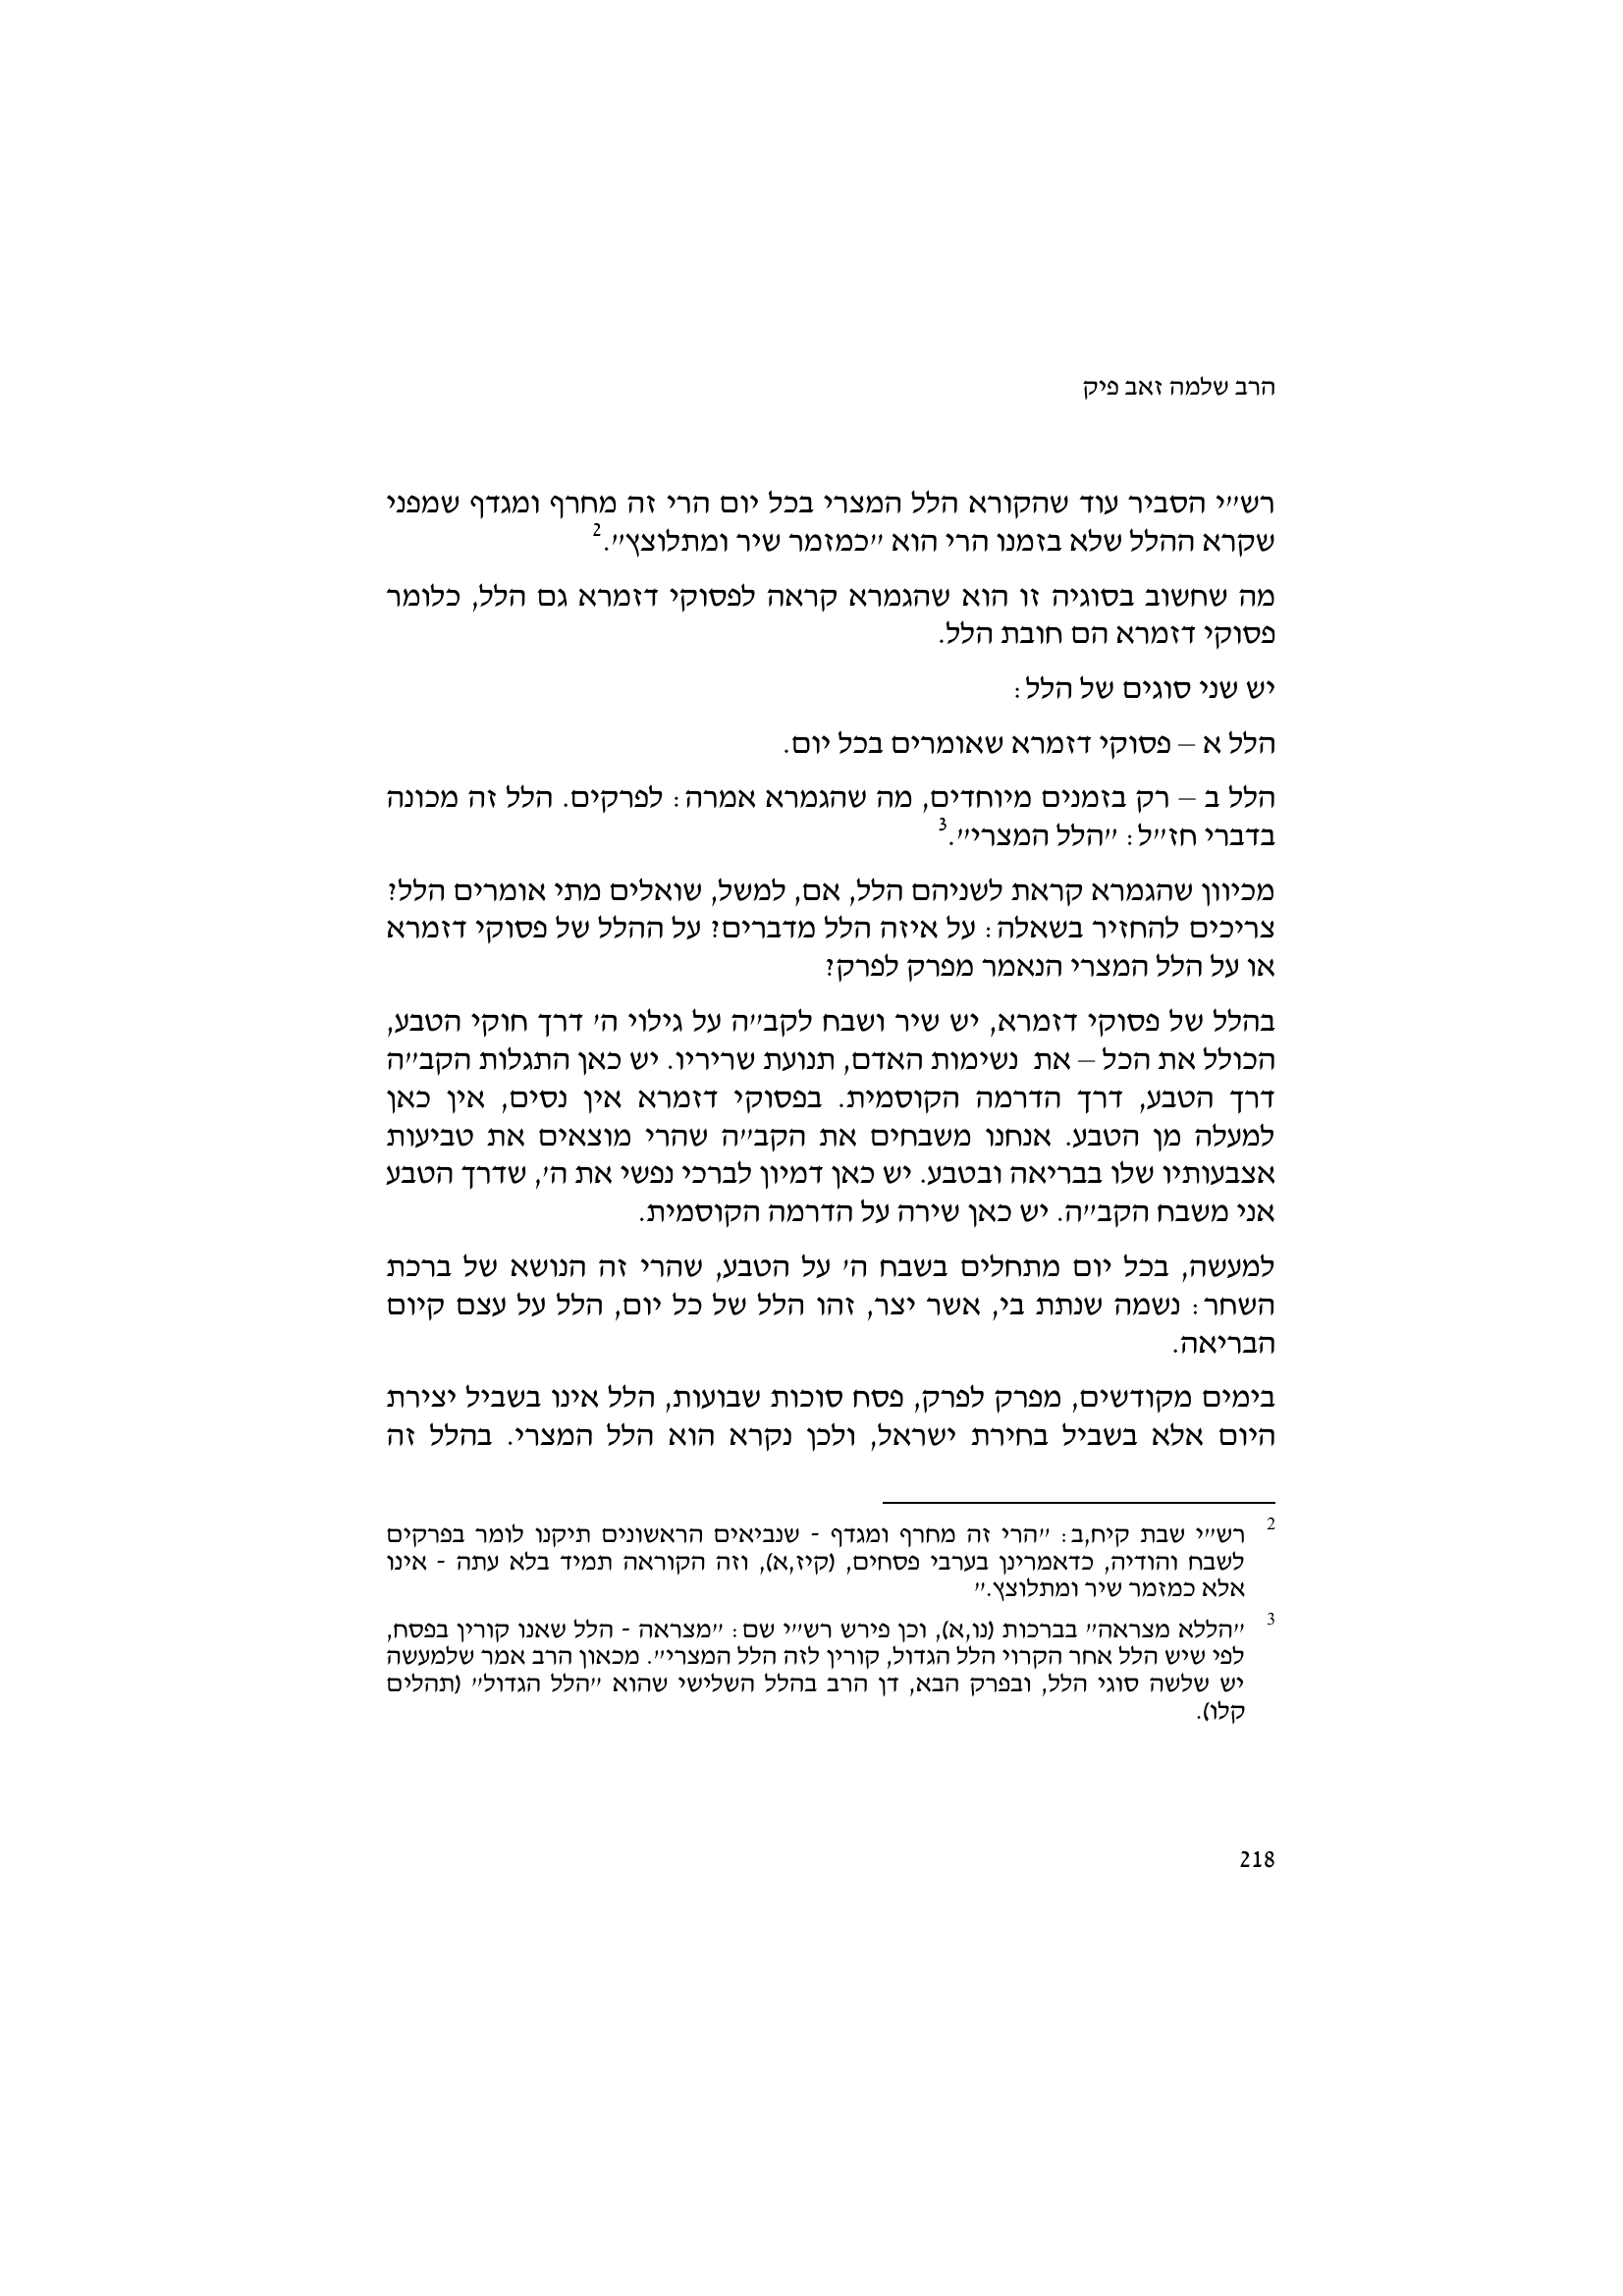 הרב שלמה זאב פיק
רש״י הסביר עוד שהקורא הלל המצרי בכל יום הרי זה מחרף ומגדף שמפני
שקרא ההלל שלא בזמנו הרי הוא ״כמזמר שיר ומתלוצץ״.2
מה שחשוב בסוגיה זו הוא שהגמרא קראה לפסוקי דזמרא גם הלל, כלומר
פסוקי דזמרא הם חובת הלל.
יש שני סוגים של הלל:
הלל א – פסוקי דזמרא שאומרים בכל יום.
הלל ב – רק בזמנים מיוחדים, מה שהגמרא אמרה: לפרקים. הלל זה מכונה
בדברי חז״ל: ״הלל המצרי״.3
מכיוון שהגמרא קראת לשניהם הלל, אם, למשל, שואלים מתי אומרים הלל?
צריכים להחזיר בשאלה: על איזה הלל מדברים? על ההלל של פסוקי דזמרא
או על הלל המצרי הנאמר מפרק לפרק?
בהלל של פסוקי דזמרא, יש שיר ושבח לקב״ה על גילוי ה׳ דרך חוקי הטבע,
הכולל את הכל – את נשימות האדם, תנועת שריריו. יש כאן התגלות הקב״ה
דרך הטבע, דרך הדרמה הקוסמית. בפסוקי דזמרא אין נסים, אין כאן
למעלה מן הטבע. אנחנו משבחים את הקב״ה שהרי מוצאים את טביעות
אצבעותיו שלו בבריאה ובטבע. יש כאן דמיון לברכי נפשי את ה׳, שדרך הטבע
אני משבח הקב״ה. יש כאן שירה על הדרמה הקוסמית.
למעשה, בכל יום מתחלים בשבח ה׳ על הטבע, שהרי זה הנושא של ברכת
השחר: נשמה שנתת בי, אשר יצר, זהו הלל של כל יום, הלל על עצם קיום
הבריאה.
בימים מקודשים, מפרק לפרק, פסח סוכות שבועות, הלל אינו בשביל יצירת
היום אלא בשביל בחירת ישראל, ולכן נקרא הוא הלל המצרי. בהלל זה
2 רש״י שבת קיח,ב: ״הרי זה מחרף ומגדף - שנביאים הראשונים תיקנו לומר בפרקים
לשבח והודיה, כדאמרינן בערבי פסחים, (קיז,א), וזה הקוראה תמיד בלא עתה - אינו
אלא כמזמר שיר ומתלוצץ.״
3 ״הללא מצראה״ בברכות (נו,א), וכן פירש רש״י שם: ״מצראה - הלל שאנו קורין בפסח,
לפי שיש הלל אחר הקרוי הלל הגדול, קורין לזה הלל המצרי״. מכאון הרב אמר שלמעשה
יש שלשה סוגי הלל, ובפרק הבא, דן הרב בהלל השלישי שהוא ״הלל הגדול״ (תהלים
קלו).
218